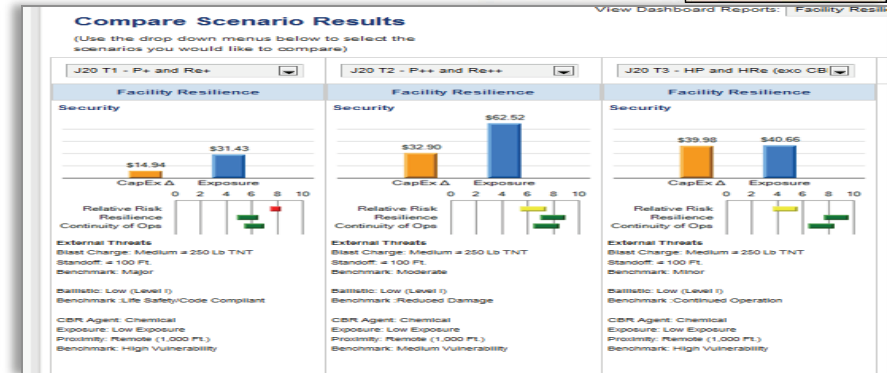 View Dashboard Reports: Facility Resili
Compare Scenario Results
(Use the drop down menus below to select the
scenarios you would like to compare)
J20 T1 - P+ and Re+
Facility Resilience
Security
$14.94
$31.43
CapEx Δ Exposure
0 2 4 6 8 10
Relative Risk
Resilience
Continuity of Ops
External Threats
Blast Charge: Medium = 250 Lb TNT
Standoff: = 100 Ft.
Benchmark: Major
Ballistic: Low (Level I)
Benchmark :Life Safety/Code Compliant
CBR Agent: Chemical
Exposure: Low Exposure
Proximity: Remote (1,000 Ft.)
Benchmark: High Vulnerability
J20 T2 - P++ and Re++
Facility Resilience
Security
$32.90
$62.52
CapEx Δ Exposure
0 2 4 6 8 10
Relative Risk
Resilience
Continuity of Ops
External Threats
Blast Charge: Medium = 250 Lb TNT
Standoff: = 100 Ft.
Benchmark: Moderate
Ballistic: Low (Level I)
Benchmark :Reduced Damage
CBR Agent: Chemical
Exposure: Low Exposure
Proximity: Remote (1,000 Ft.)
Benchmark: Medium Vulnerability
J20 T3 - HP and HRe (exo CB
Facility Resilience
Security
$39.98
$40.66
CapEx Δ Exposure
0 2 4 6 8 10
Relative Risk
Resilience
Continuity of Ops
External Threats
Blast Charge: Medium = 250 Lb TNT
Standoff: = 100 Ft.
Benchmark: Minor
Ballistic: Low (Level I)
Benchmark :Continued Operation
CBR Agent: Chemical
Exposure: Low Exposure
Proximity: Remote (1,000 Ft.)
Benchmark: High Vulnerability